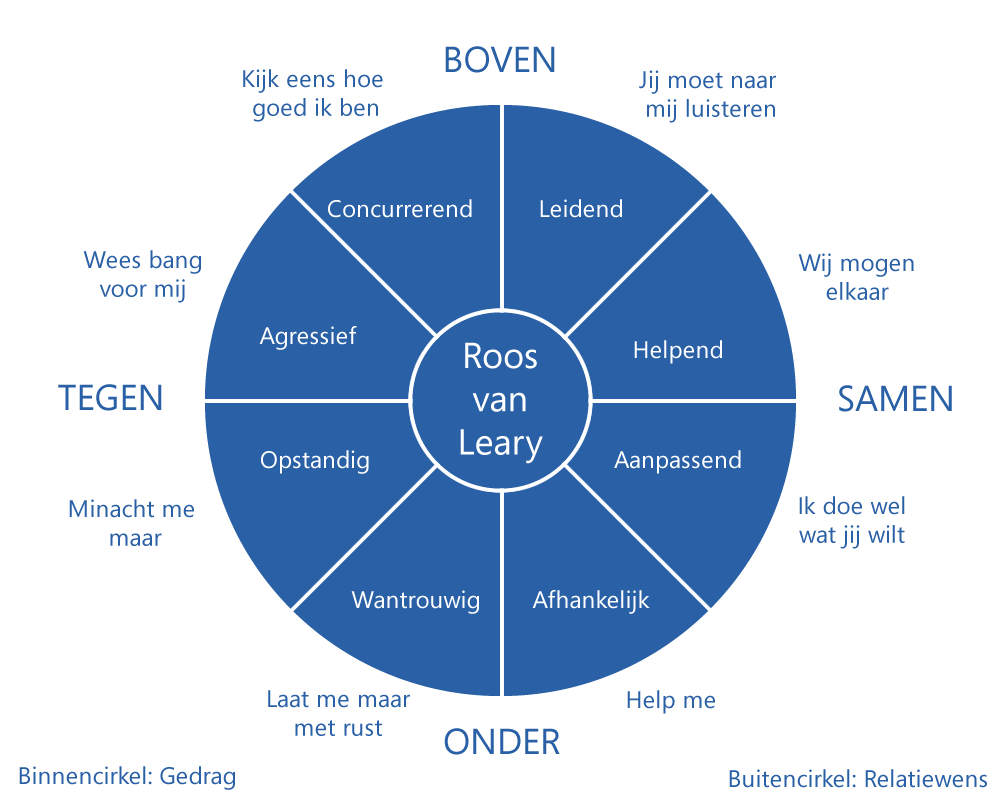 BOVEN
Kijk eens hoe
goed ik ben
Jij moet naar
mij luisteren
Concurrerend
Leidend
Wees bang
voor mij
Wij mogen
elkaar
Agressief
Helpend
Roos
van
Leary
TEGEN
SAMEN
Opstandig
Aanpassend
Minacht me
maar
Ik doe wel
wat jij wilt
Wantrouwig
Afhankelijk
Laat me maar
met rust
Help me
ONDER
Binnencirkel: Gedrag
Buitencirkel: Relatiewens